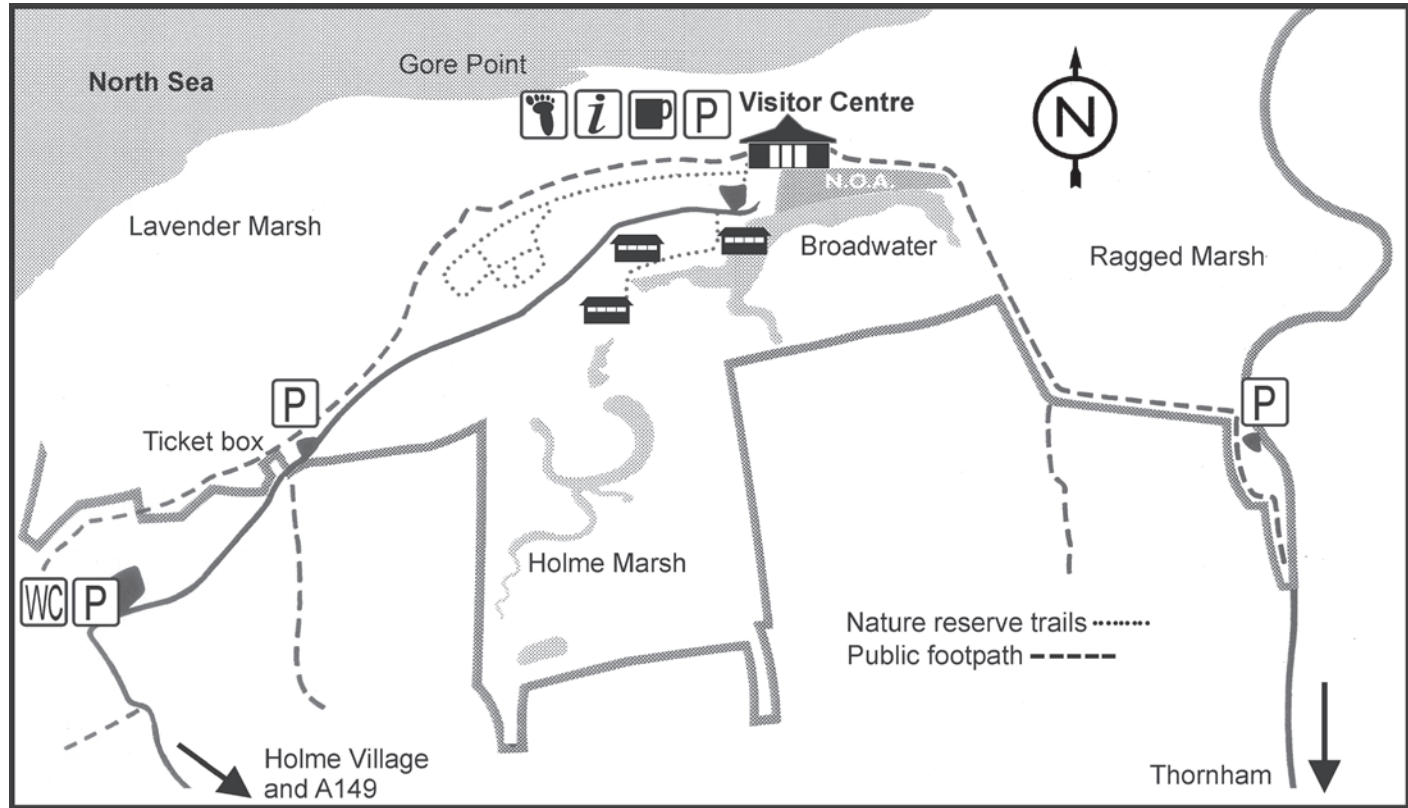 Gore Point
North Sea
i
P
Visitor Centre
N
N.O.A.
Lavender Marsh
Broadwater
Ragged Marsh
P
P
Ticket box
Holme Marsh
WC
P
Nature reserve trails
Public footpath
Holme Village
and A149
Thornham